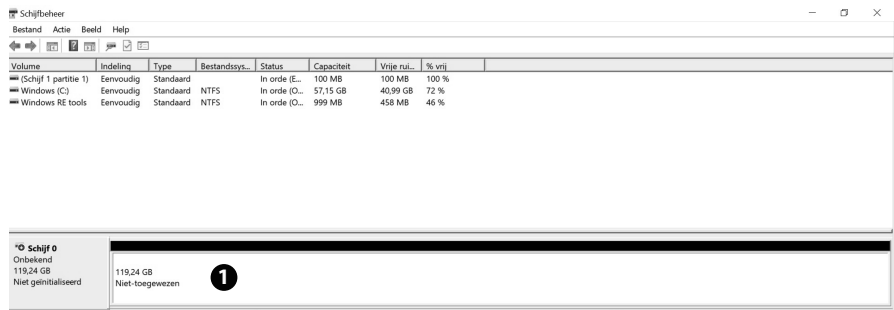 Schijfbeheer
Bestand Actie Beeld Help
Volume Indeling Type Bestandssys... Status Capaciteit Vrije rui... % vrij
(Schijf 1 partitie 1) Eenvoudig Standaard In orde (E... 100 MB 100 MB 100 %
Windows (C:) Eenvoudig Standaard NTFS In orde (O... 57,15 GB 40,99 GB 72 %
Windows RE tools Eenvoudig Standaard NTFS In orde (O... 999 MB 458 MB 46 %
Schijf 0
Onbekend
119,24 GB
Niet geïnitialiseerd
119,24 GB
Niet-toegewezen
1